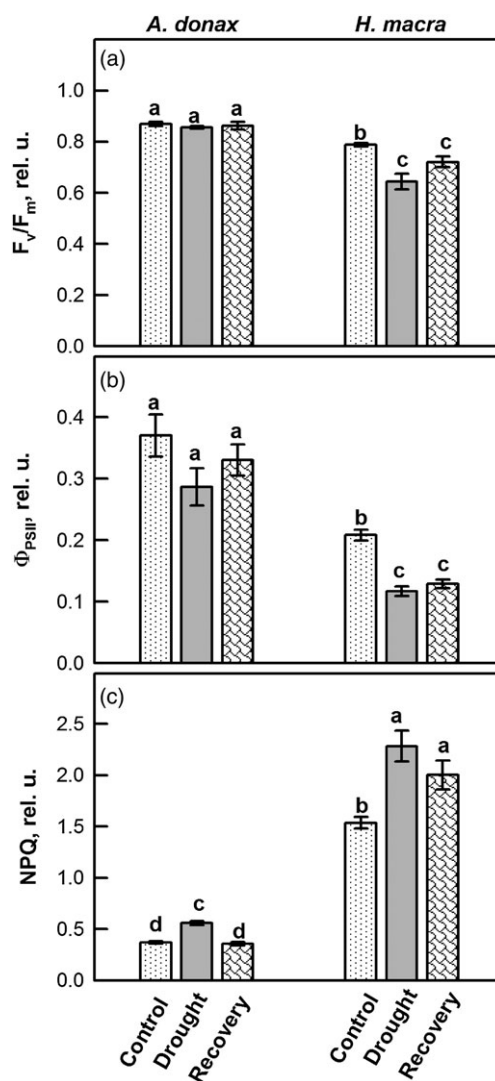 A. donax H. macra
(a)
1.0
0.8
0.6
0.4
0.2
0.0
Fv/Fm, rel. u.
a a a b c c
(b)
0.4
0.3
0.2
0.1
0.0
ΦPSII, rel. u.
a a a b c c
(c)
2.5
2.0
1.5
1.0
0.5
0.0
NPQ, rel. u.
d c d b a a
Control Drought Recovery Control Drought Recovery